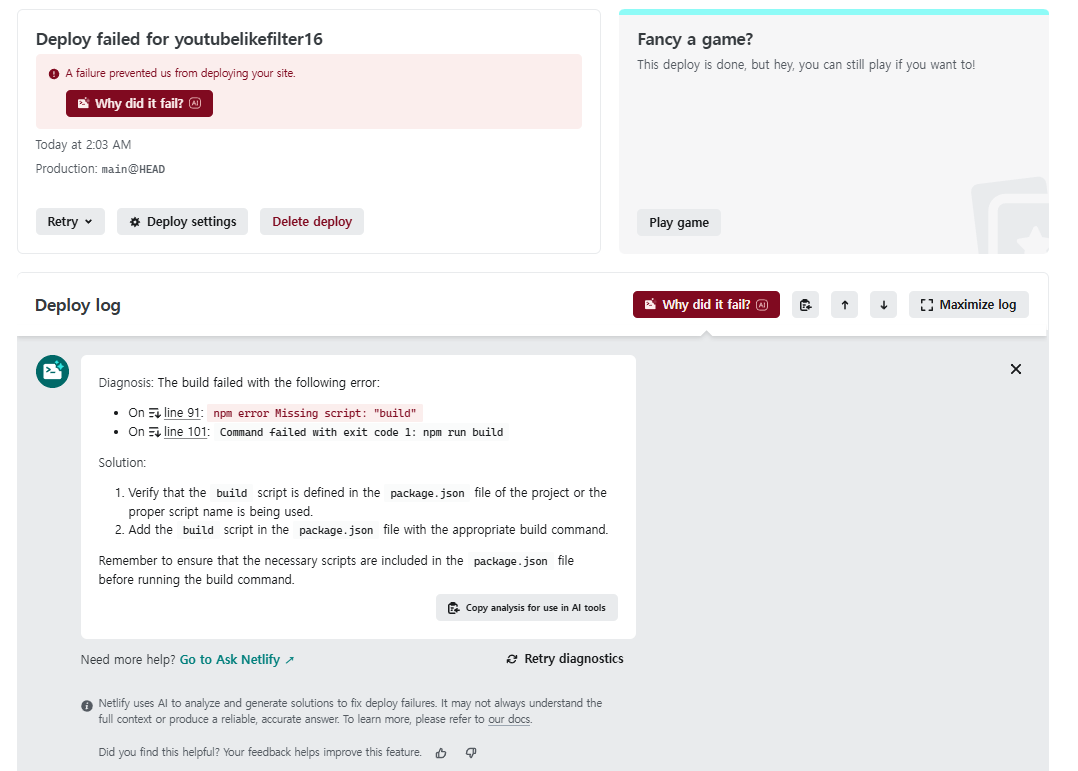 Deploy failed for youtubelikefilter16
A failure prevented us from deploying your site.
Why did it fail? AI
Today at 2:03 AM
Production: main@HEAD
Retry
Deploy settings
Delete deploy
Fancy a game?
This deploy is done, but hey, you can still play if you want to!
Play game
Deploy log
Why did it fail? AI
Maximize log
Diagnosis: The build failed with the following error:
• On line 91: npm error Missing script: "build"
• On line 101: Command failed with exit code 1: npm run build
Solution:
1. Verify that the build script is defined in the package.json file of the project or the
proper script name is being used.
2. Add the build script in the package.json file with the appropriate build command.
Remember to ensure that the necessary scripts are included in the package.json file
before running the build command.
Copy analysis for use in AI tools
Need more help? Go to Ask Netlify ↗
Retry diagnostics
Netlify uses AI to analyze and generate solutions to fix deploy failures. It may not always understand the
full context or produce a reliable, accurate answer. To learn more, please refer to our docs.
Did you find this helpful? Your feedback helps improve this feature.